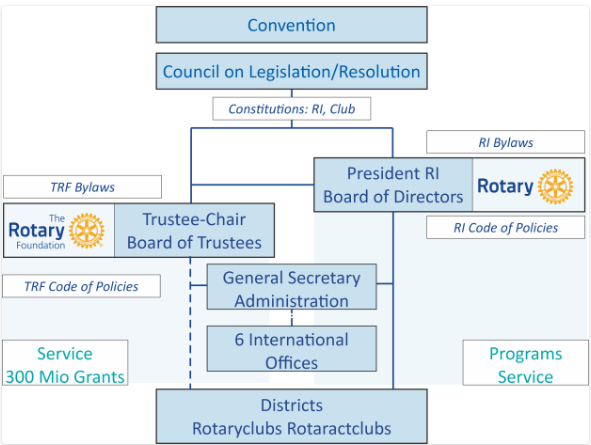 Convention
Council on Legislation/Resolution
Constitutions: RI, Club
RI Bylaws
President RI
Board of Directors
Rotary
TRF Bylaws
The
Rotary
Foundation
Trustee-Chair
Board of Trustees
RI Code of Policies
General Secretary
Administration
TRF Code of Policies
6 International
Offices
Service
300 Mio Grants
Programs
Service
Districts
Rotaryclubs Rotaractclubs